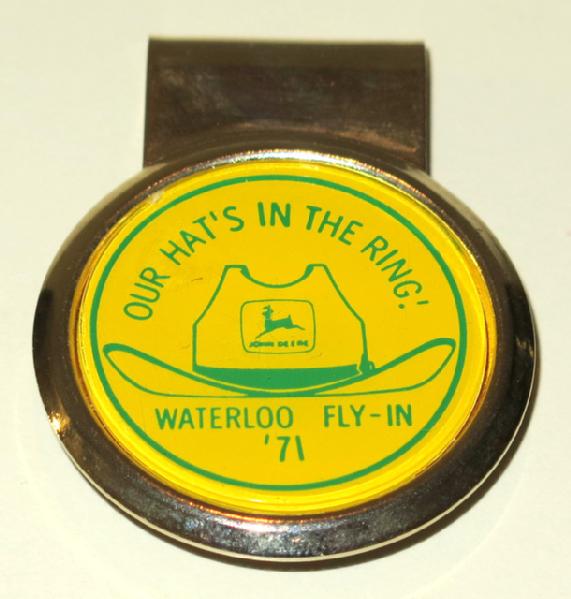 OUR HAT'S IN THE RING!
JOHN DEERE
WATERLOO FLY-IN
'71